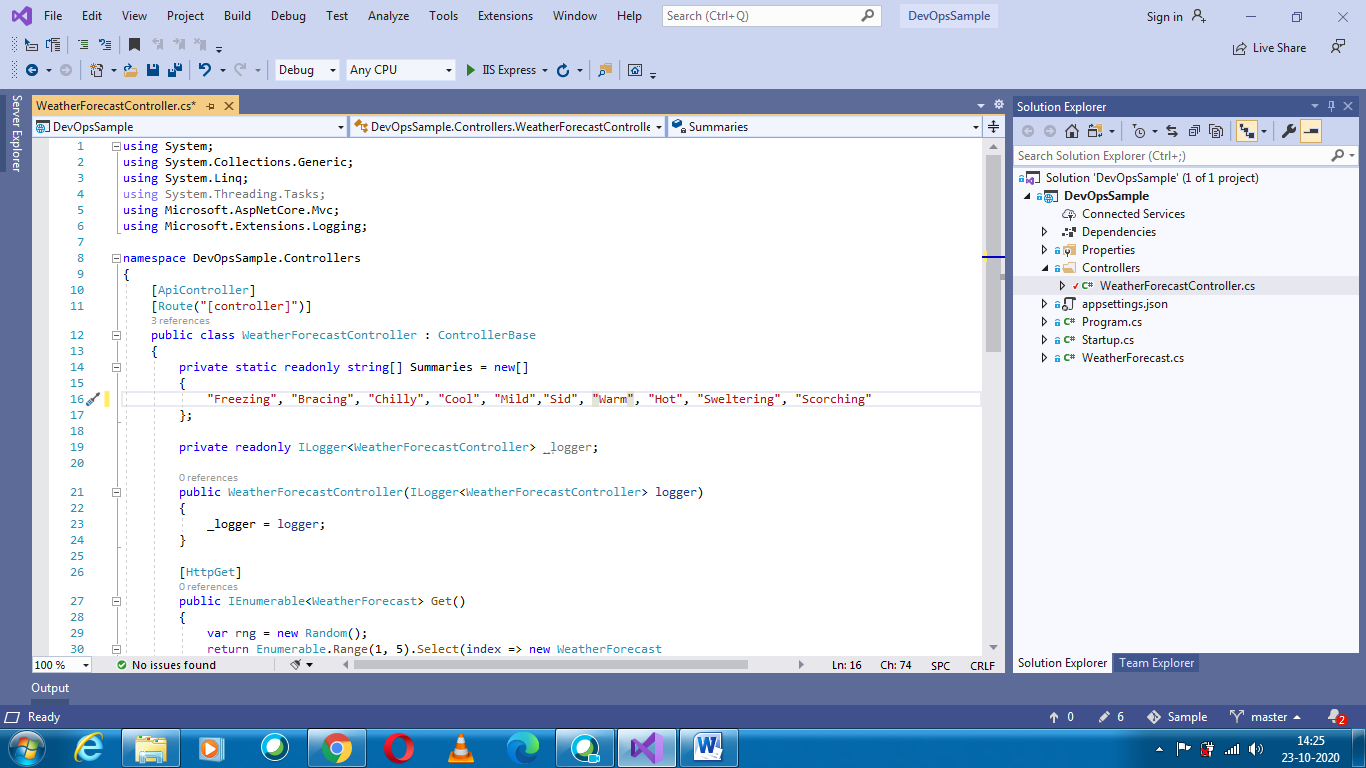 File Edit View Project Build Debug Test Analyze Tools Extensions Window Help Search (Ctrl+Q) DevOpsSample Sign in
Live Share
Debug Any CPU IIS Express
Server Explorer
WeatherForecastController.cs*
DevOpsSample DevOpsSample.Controllers.WeatherForecastControlle Summaries
1 using System;
2 using System.Collections.Generic;
3 using System.Linq;
4 using System.Threading.Tasks;
5 using Microsoft.AspNetCore.Mvc;
6 using Microsoft.Extensions.Logging;
7
8 namespace DevOpsSample.Controllers
9 {
10 [ApiController]
11 [Route("[controller]")]
3 references
12 public class WeatherForecastController : ControllerBase
13 {
14 private static readonly string[] Summaries = new[]
15 {
16 "Freezing", "Bracing", "Chilly", "Cool", "Mild","Sid", "Warm", "Hot", "Sweltering", "Scorching"
17 };
18
19 private readonly ILogger<WeatherForecastController> _logger;
20
0 references
21 public WeatherForecastController(ILogger<WeatherForecastController> logger)
22 {
23 _logger = logger;
24 }
25
26 [HttpGet]
0 references
27 public IEnumerable<WeatherForecast> Get()
28 {
29 var rng = new Random();
30 return Enumerable.Range(1, 5).Select(index => new WeatherForecast
100 % No issues found Ln: 16 Ch: 74 SPC CRLF
Solution Explorer
Search Solution Explorer (Ctrl+;)
Solution 'DevOpsSample' (1 of 1 project)
DevOpsSample
Connected Services
Dependencies
Properties
Controllers
C# WeatherForecastController.cs
appsettings.json
C# Program.cs
C# Startup.cs
C# WeatherForecast.cs
Solution Explorer Team Explorer
Output
Ready 0 6 Sample master 2
14:25
23-10-2020